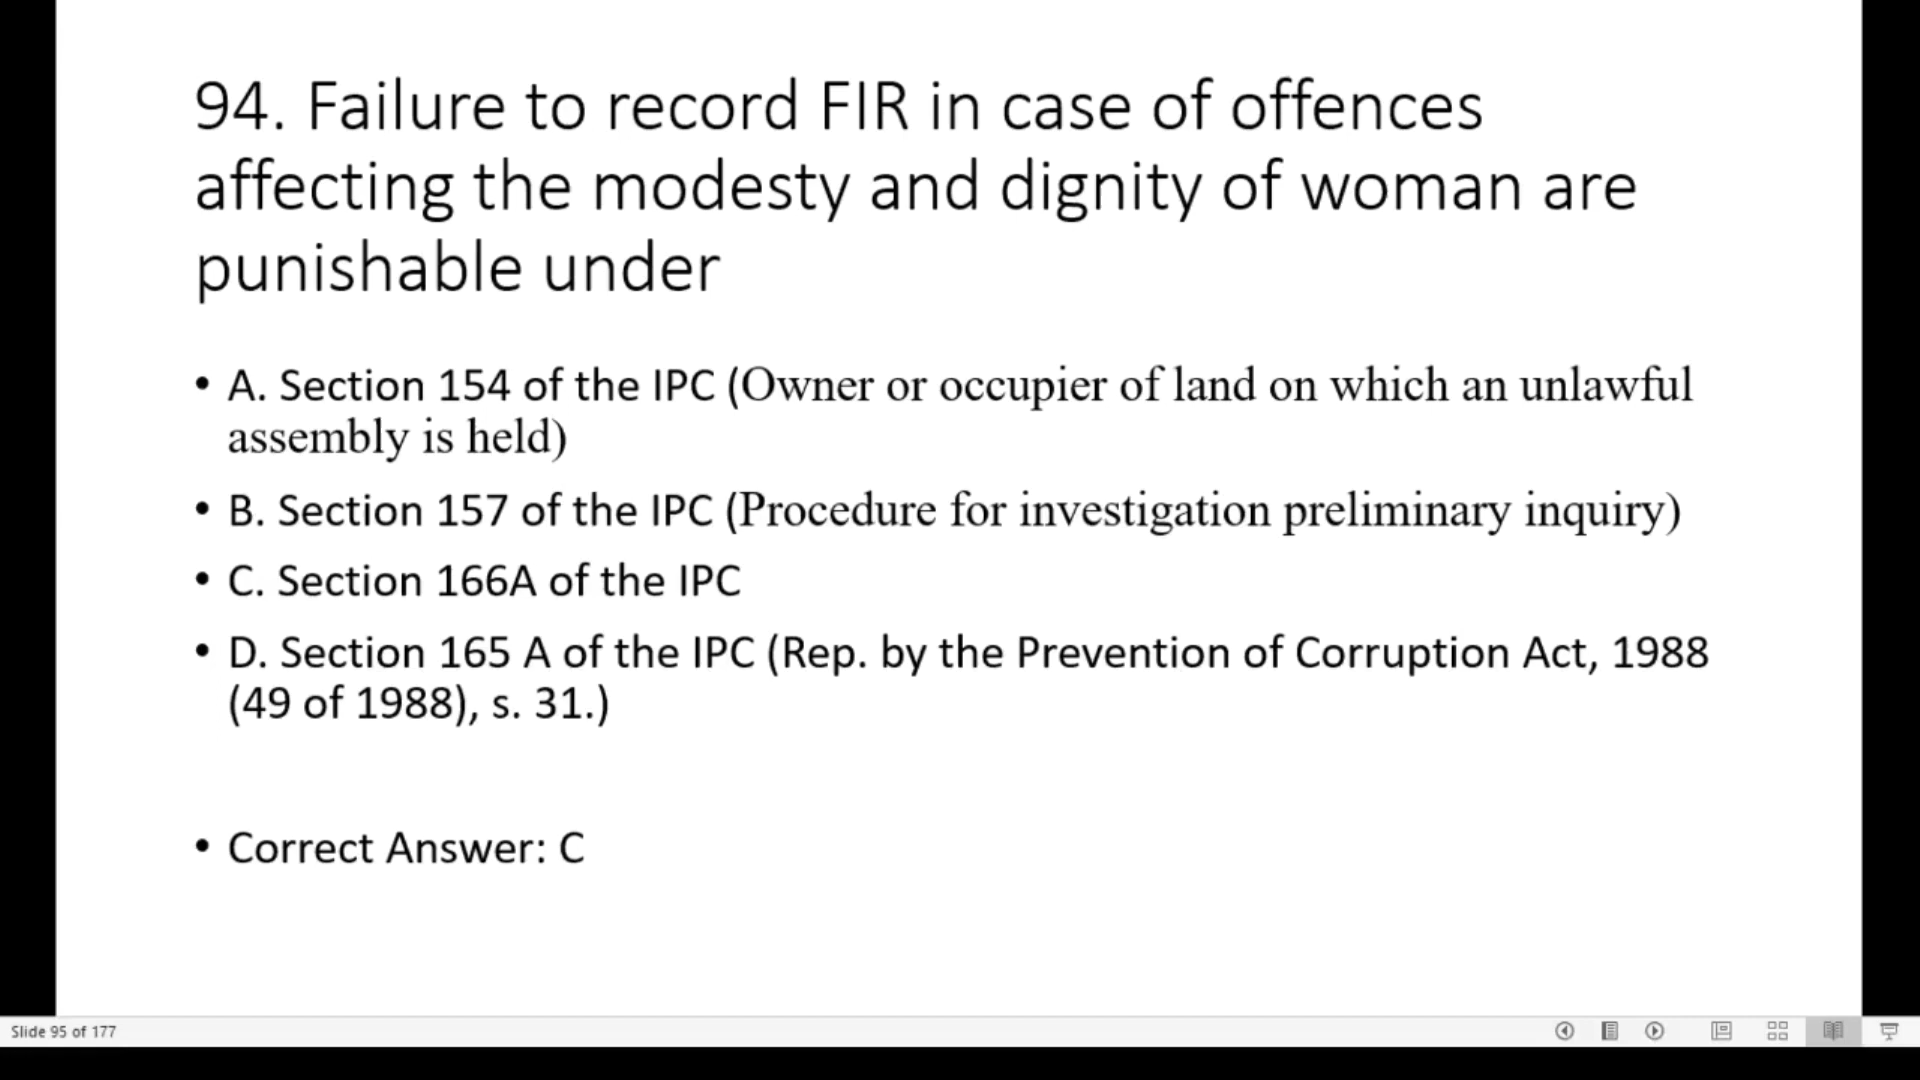 94. Failure to record FIR in case of offences
affecting the modesty and dignity of woman are
punishable under
• A. Section 154 of the IPC (Owner or occupier of land on which an unlawful
assembly is held)
• B. Section 157 of the IPC (Procedure for investigation preliminary inquiry)
• C. Section 166A of the IPC
• D. Section 165 A of the IPC (Rep. by the Prevention of Corruption Act, 1988
(49 of 1988), s. 31.)
• Correct Answer: C
Slide 95 of 177